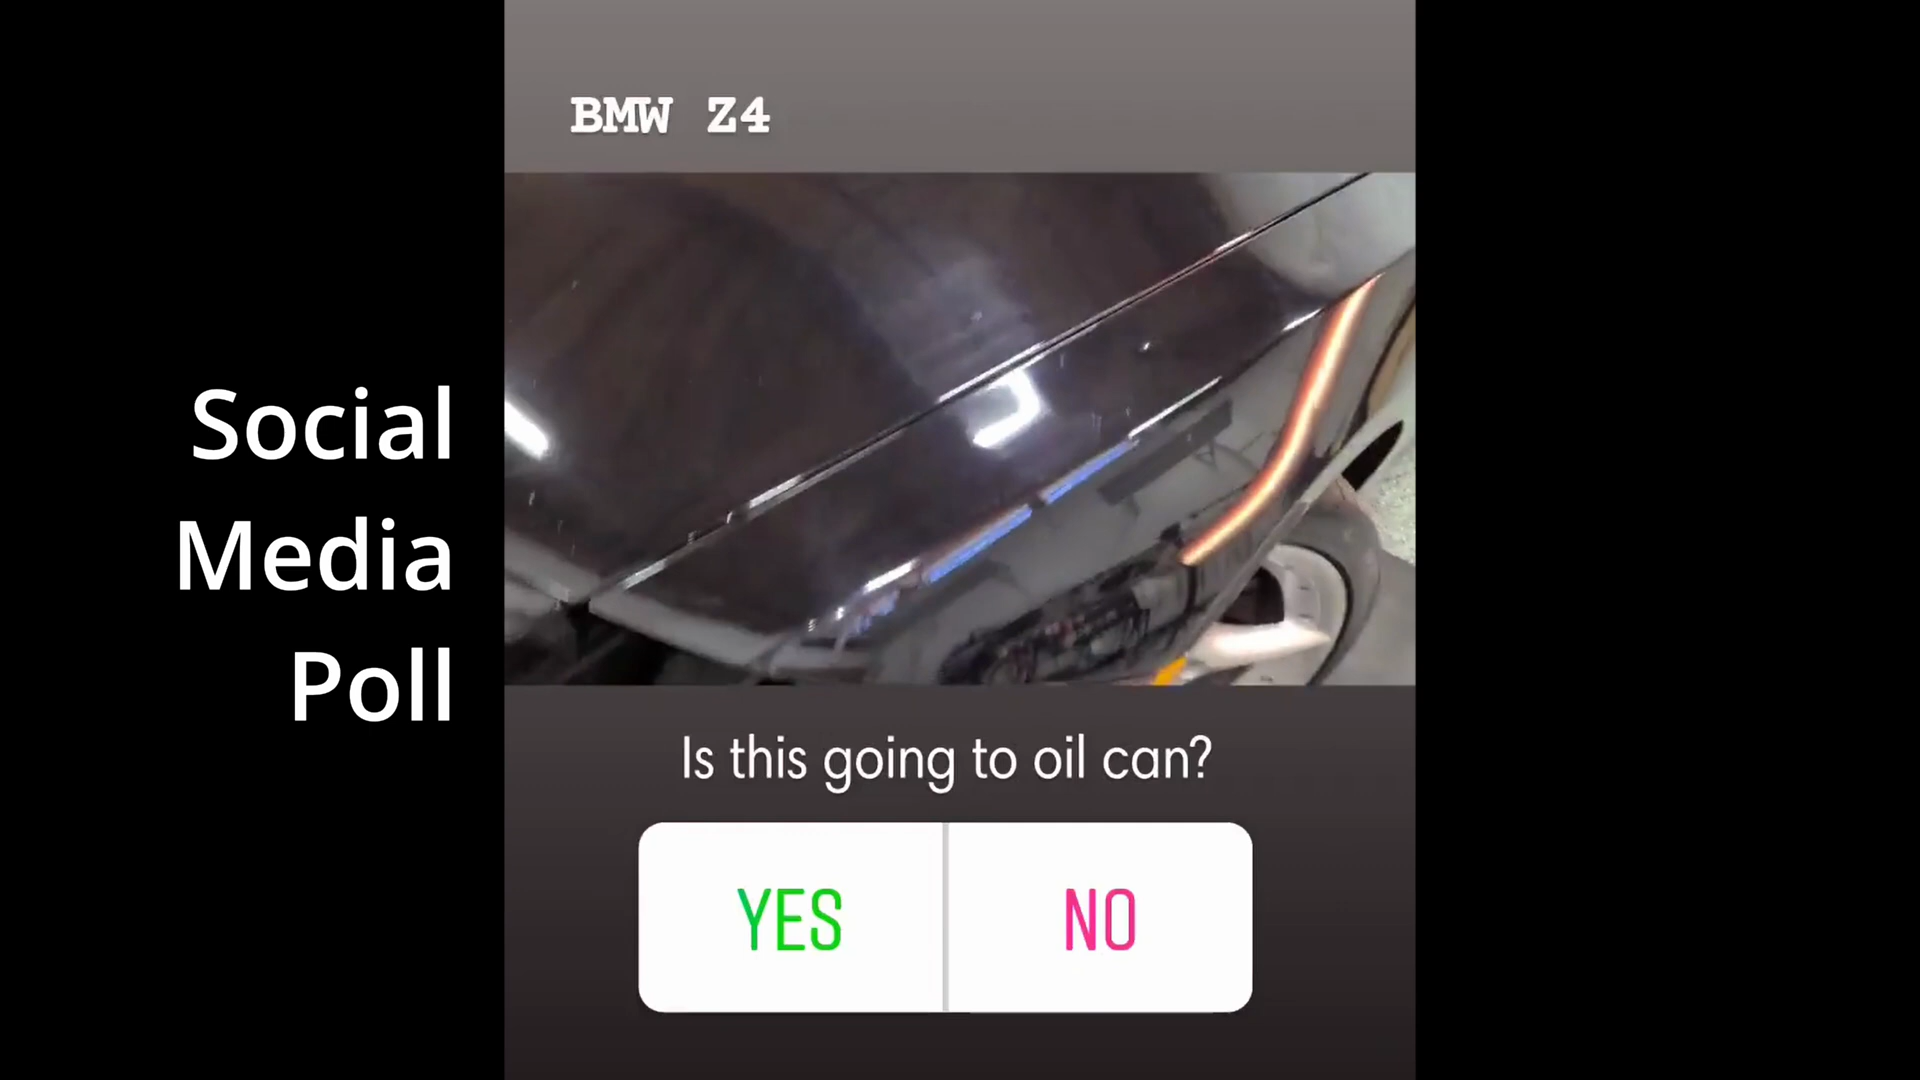 BMW Z4
Social
Media
Poll
Is this going to oil can?
YES
NO